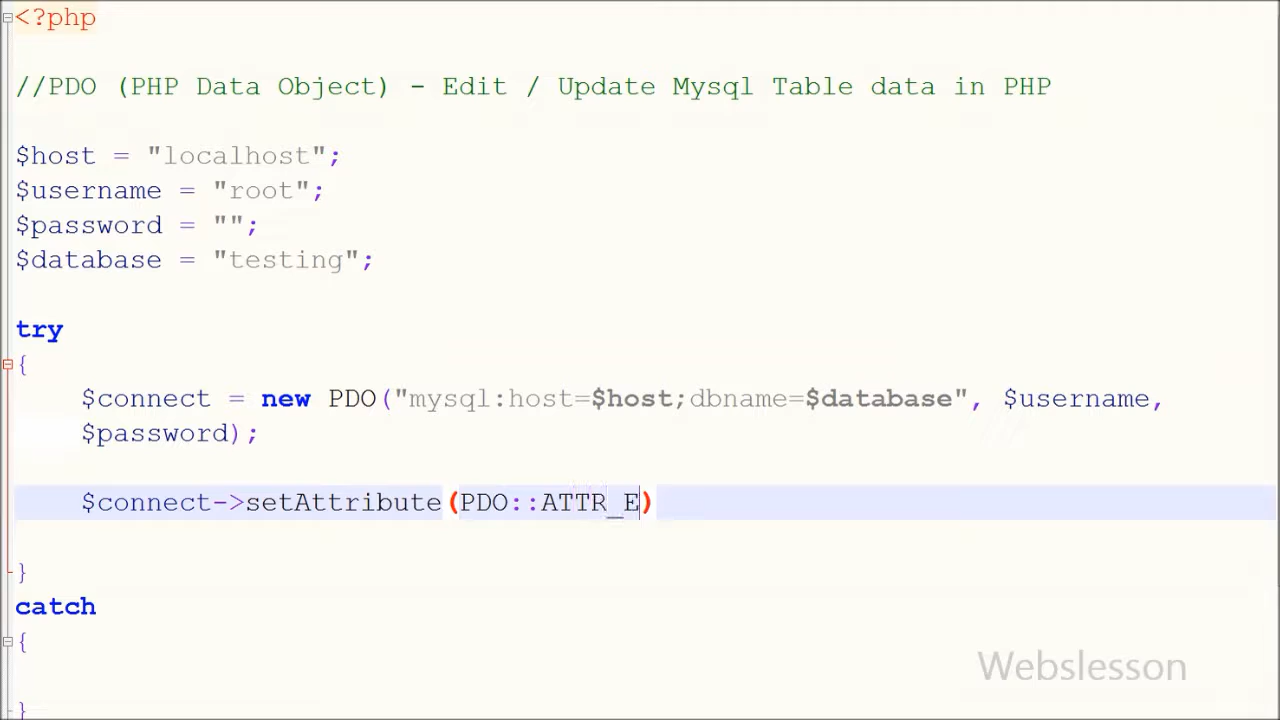 <?php
//PDO (PHP Data Object) - Edit / Update Mysql Table data in PHP
$host = "localhost";
$username = "root";
$password = "";
$database = "testing";
try
{
$connect = new PDO("mysql:host=$host;dbname=$database", $username,
$password);
$connect->setAttribute(PDO::ATTR_E)
}
catch
{
Webslesson
}